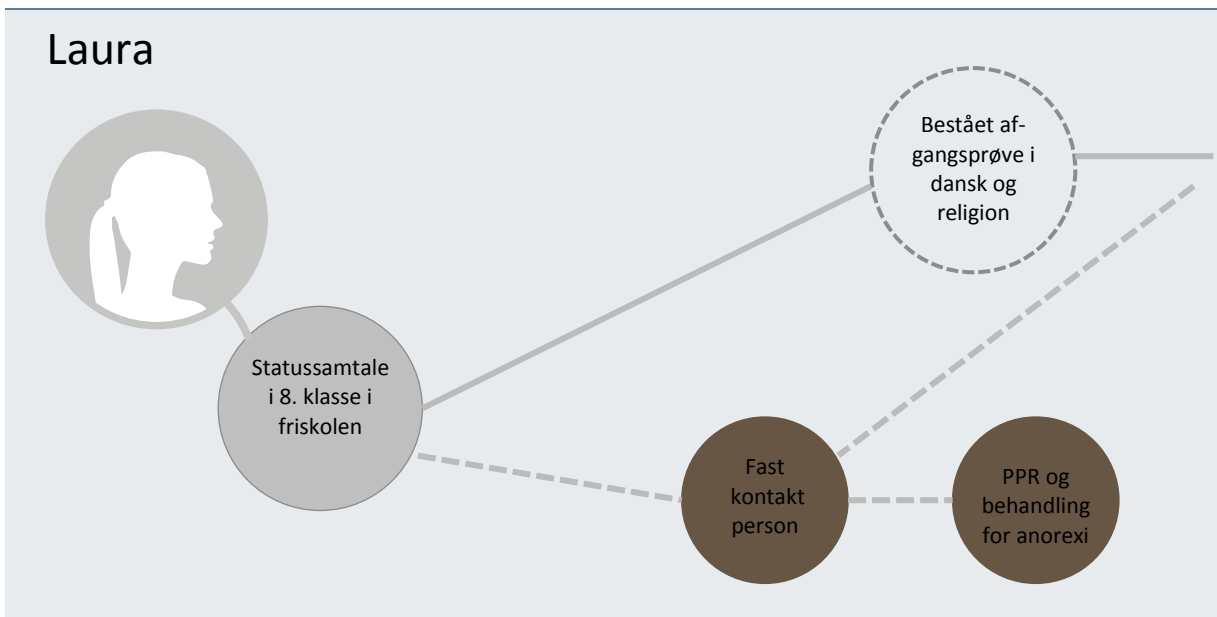 Laura
Bestået af-
gangsprøve i
dansk og
religion
Statussamtale
i 8. klasse i
friskolen
Fast
kontakt
person
PPR og
behandling
for anorexi